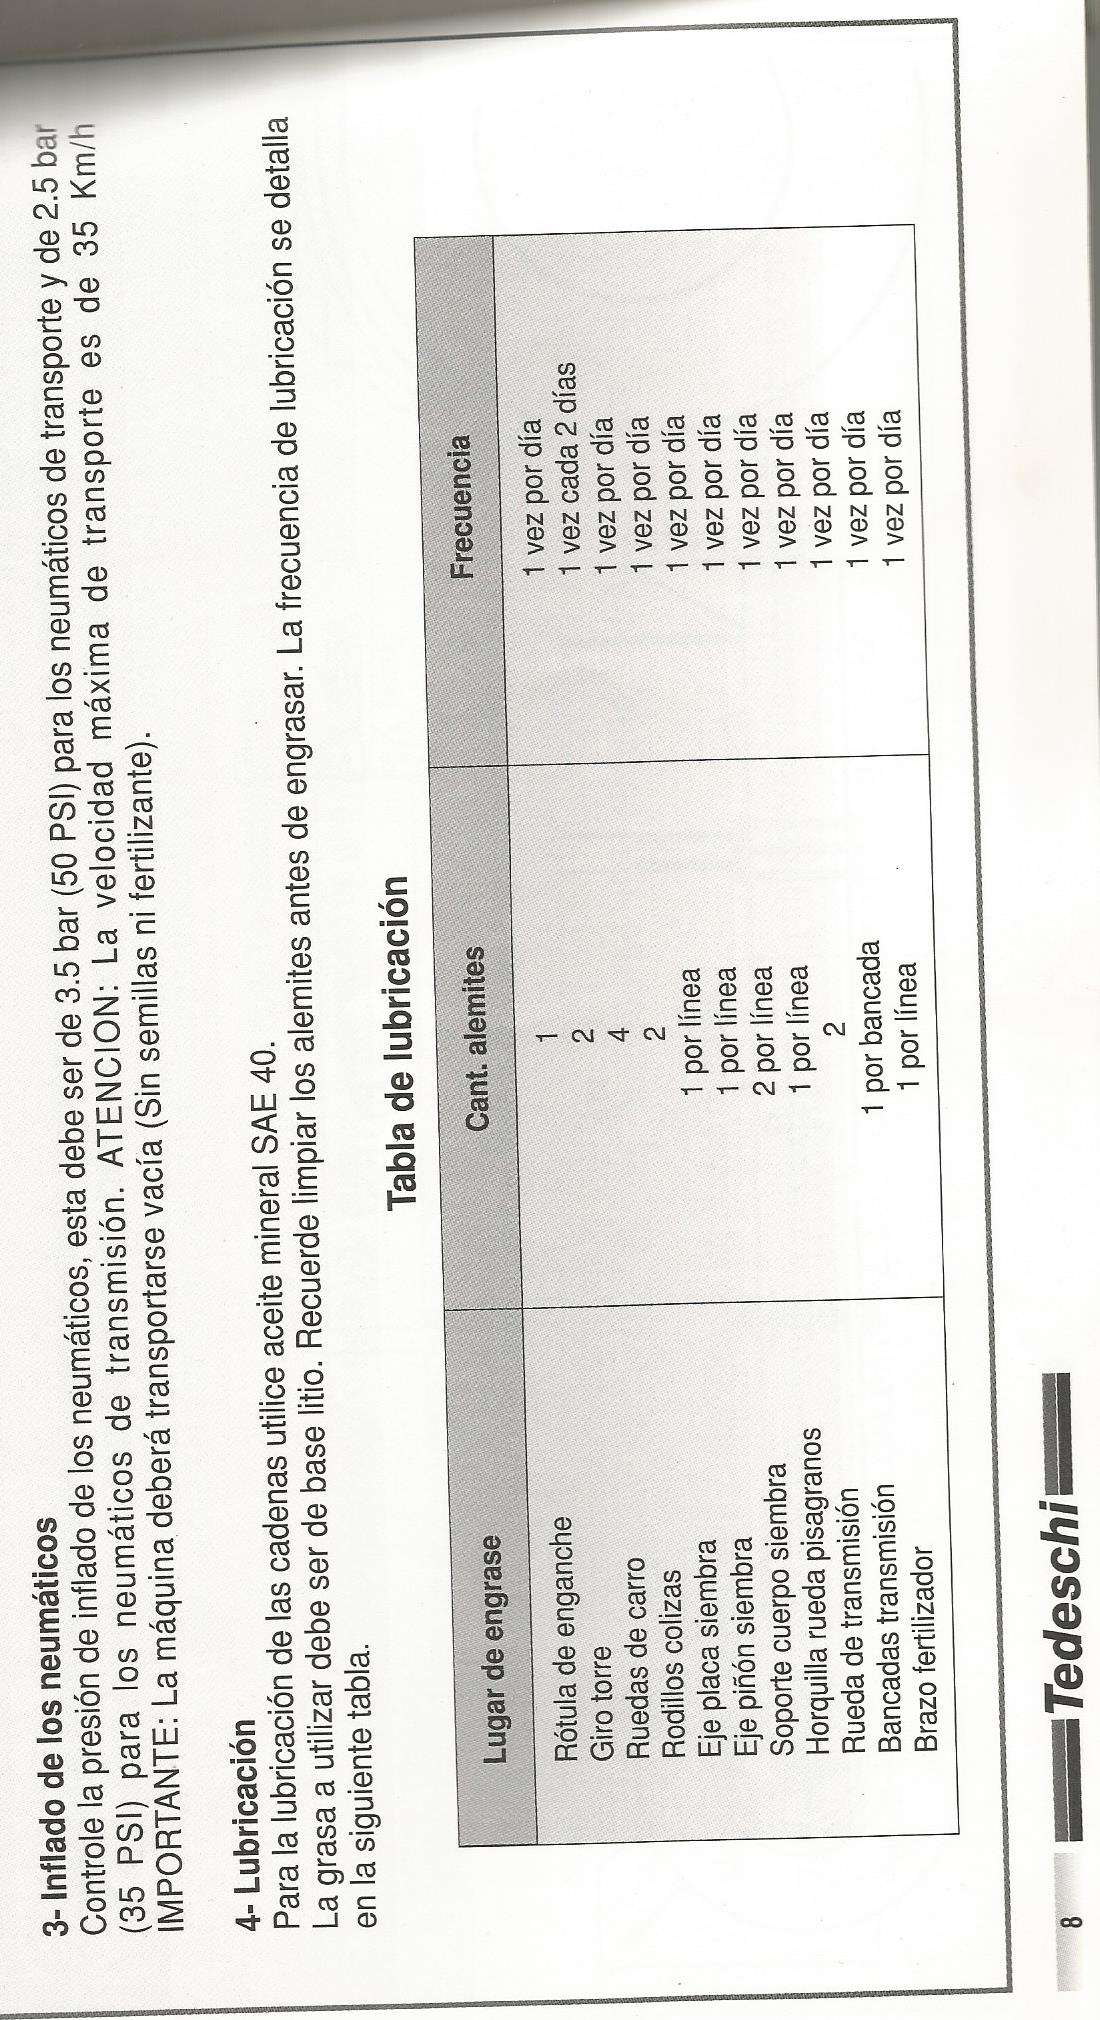 3- Inflado de los neumáticos
Controle la presión de inflado de los neumáticos, esta debe ser de 3.5 bar (50 PSI) para los neumáticos de transporte y de 2.5 bar
(35 PSI) para los neumáticos de transmisión. ATENCION: La velocidad máxima de transporte es de 35 Km/h
IMPORTANTE: La máquina deberá transportarse vacía (Sin semillas ni fertilizante).
4- Lubricación
Para la lubricación de las cadenas utilice aceite mineral SAE 40.
La grasa a utilizar debe ser de base litio. Recuerde limpiar los alemites antes de engrasar. La frecuencia de lubricación se detalla
en la siguiente tabla.
Tabla de lubricación
Lugar de engrase Cant. alemites Frecuencia
Rótula de enganche 1 1 vez por día
Giro torre 2 1 vez cada 2 días
Ruedas de carro 4 1 vez por día
Rodillos colizas 2 1 vez por día
Eje placa siembra 1 por línea 1 vez por día
Eje piñón siembra 1 por línea 1 vez por día
Soporte cuerpo siembra 2 por línea 1 vez por día
Horquilla rueda pisagranos 1 por línea 1 vez por día
Rueda de transmisión 2 1 vez por día
Bancadas transmisión 1 por bancada 1 vez por día
Brazo fertilizador 1 por línea 1 vez por día
8 Tedeschi